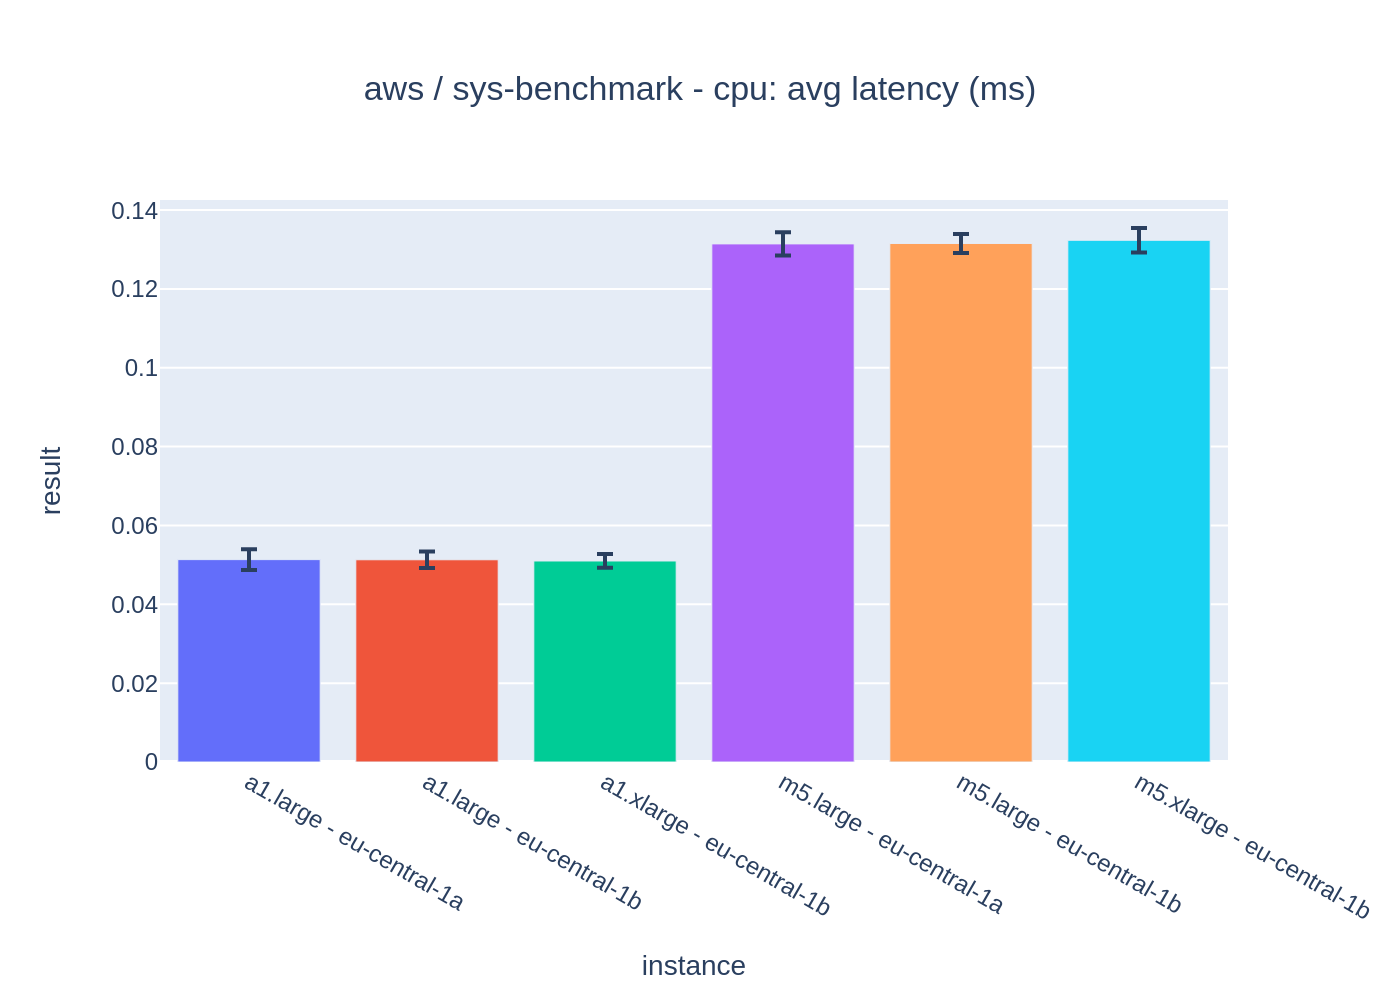 aws / sys-benchmark - cpu: avg latency (ms)
0.14
0.12
0.1
0.08
0.06
0.04
0.02
0
result
a1.large - eu-central-1a
a1.large - eu-central-1b
a1.xlarge - eu-central-1b
m5.large - eu-central-1a
m5.large - eu-central-1b
m5.xlarge - eu-central-1b
instance